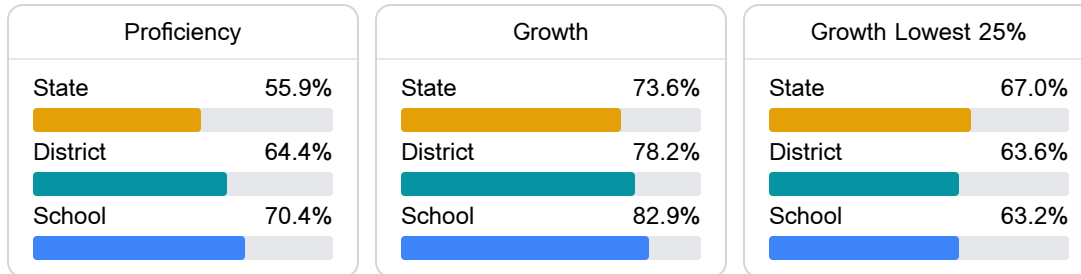 Proficiency
State 55.9%
District 64.4%
School 70.4%
Growth
State 73.6%
District 78.2%
School 82.9%
Growth Lowest 25%
State 67.0%
District 63.6%
School 63.2%